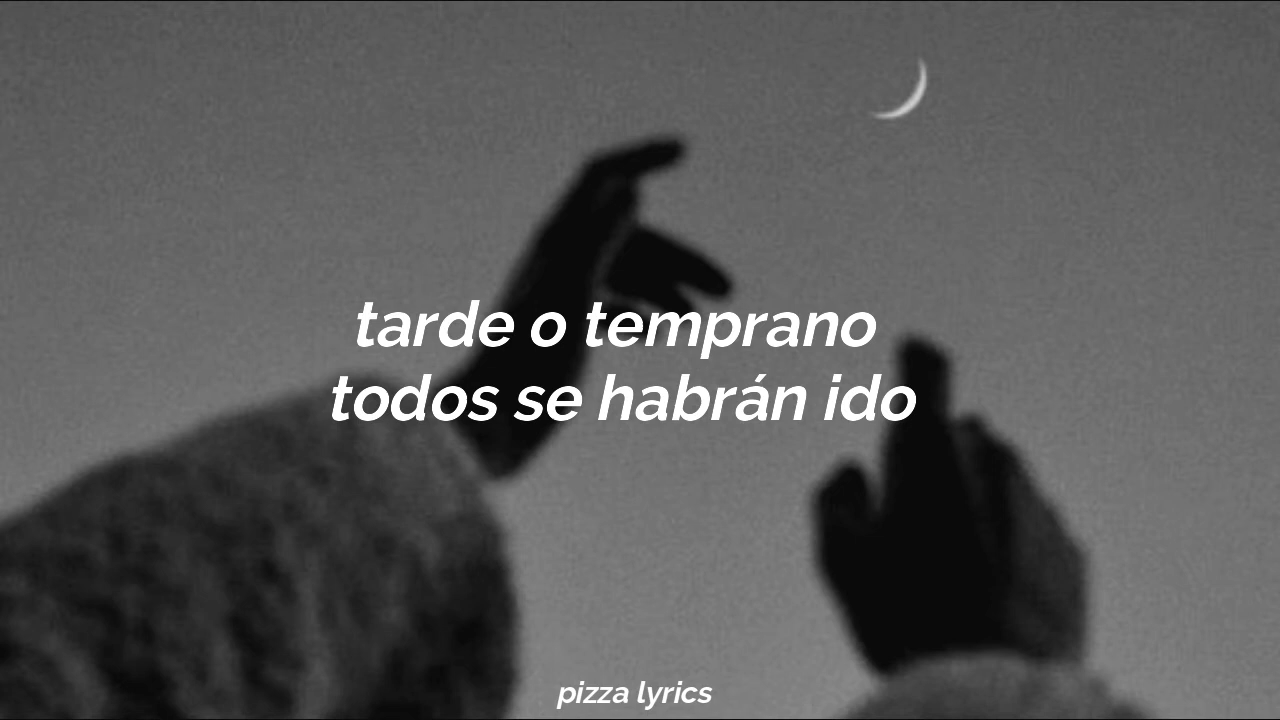 tarde o temprano
todos se habrán ido
pizza lyrics